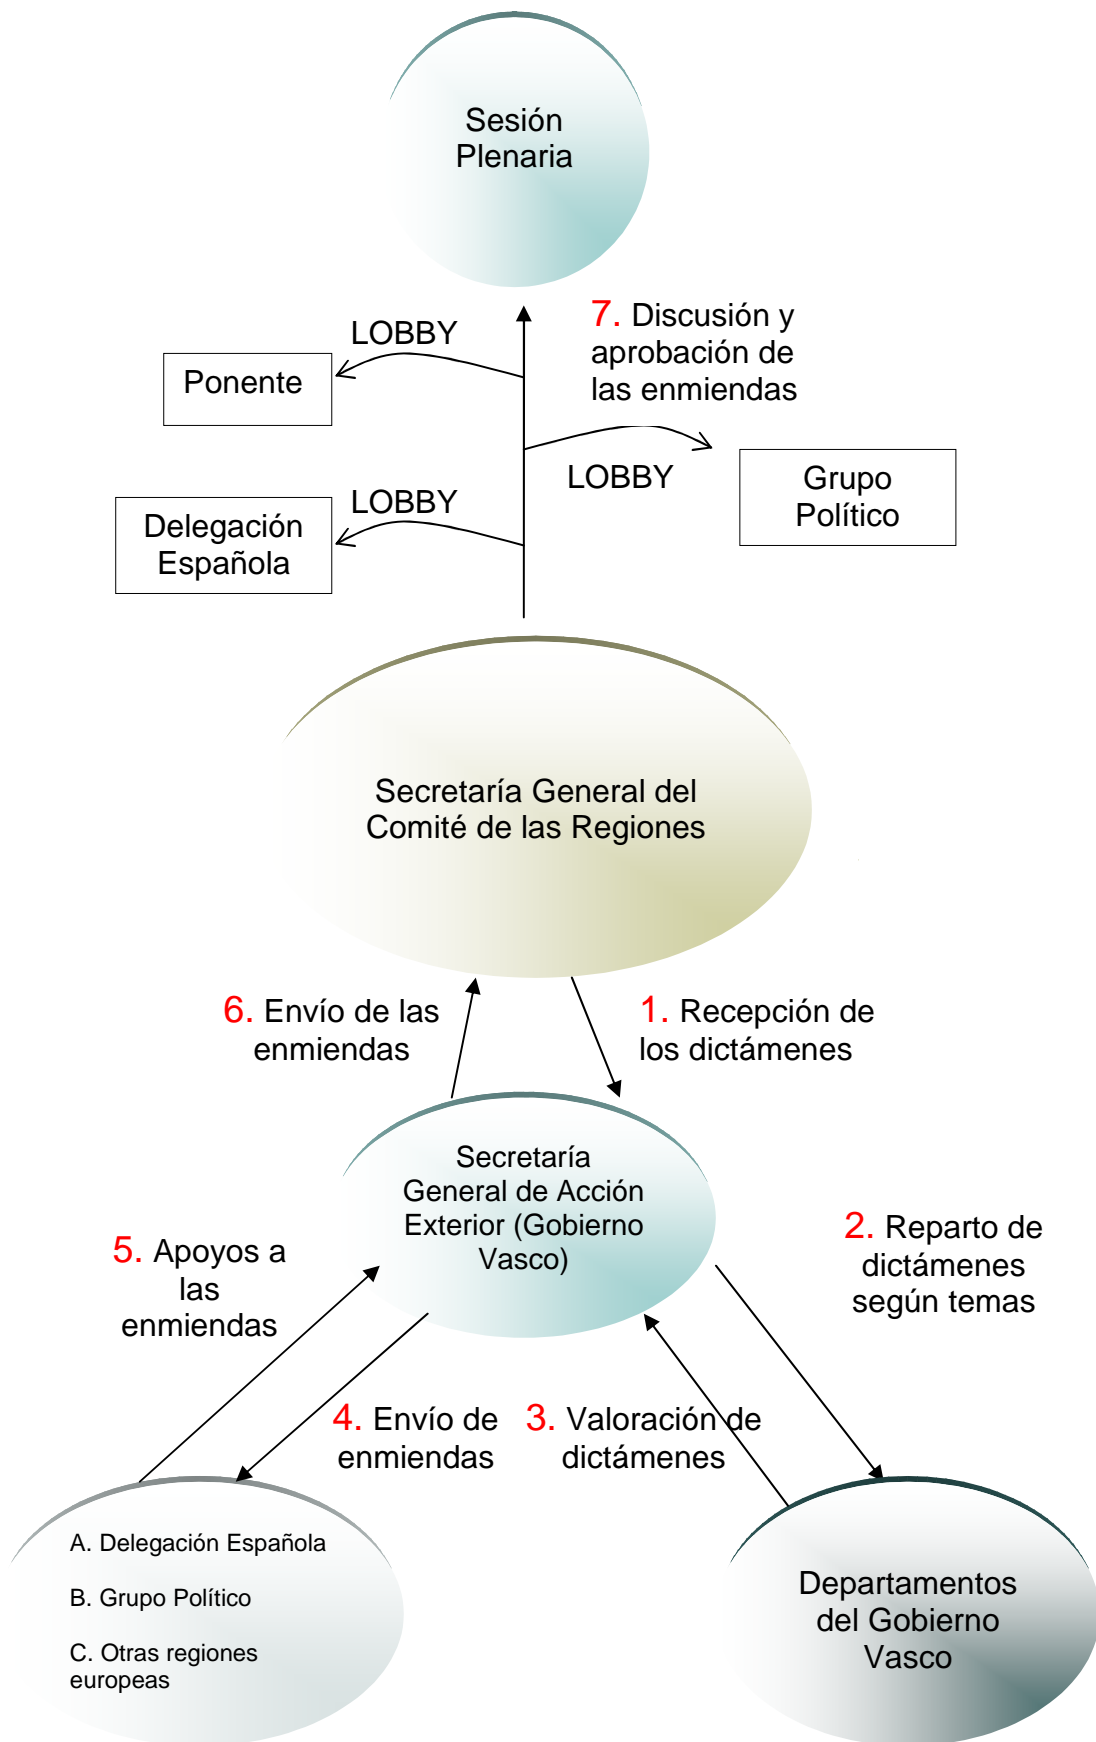 Sesión
Plenaria
LOBBY
7. Discusión y
aprobación de
las enmiendas
Ponente
LOBBY
Grupo
Político
LOBBY
Delegación
Española
Secretaría General del
Comité de las Regiones
6. Envío de las
enmiendas
1. Recepción de
los dictámenes
Secretaría
General de Acción
Exterior (Gobierno
Vasco)
5. Apoyos a
las
enmiendas
2. Reparto de
dictámenes
según temas
4. Envío de
enmiendas
3. Valoración de
dictámenes
A. Delegación Española
B. Grupo Político
C. Otras regiones
europeas
Departamentos
del Gobierno
Vasco